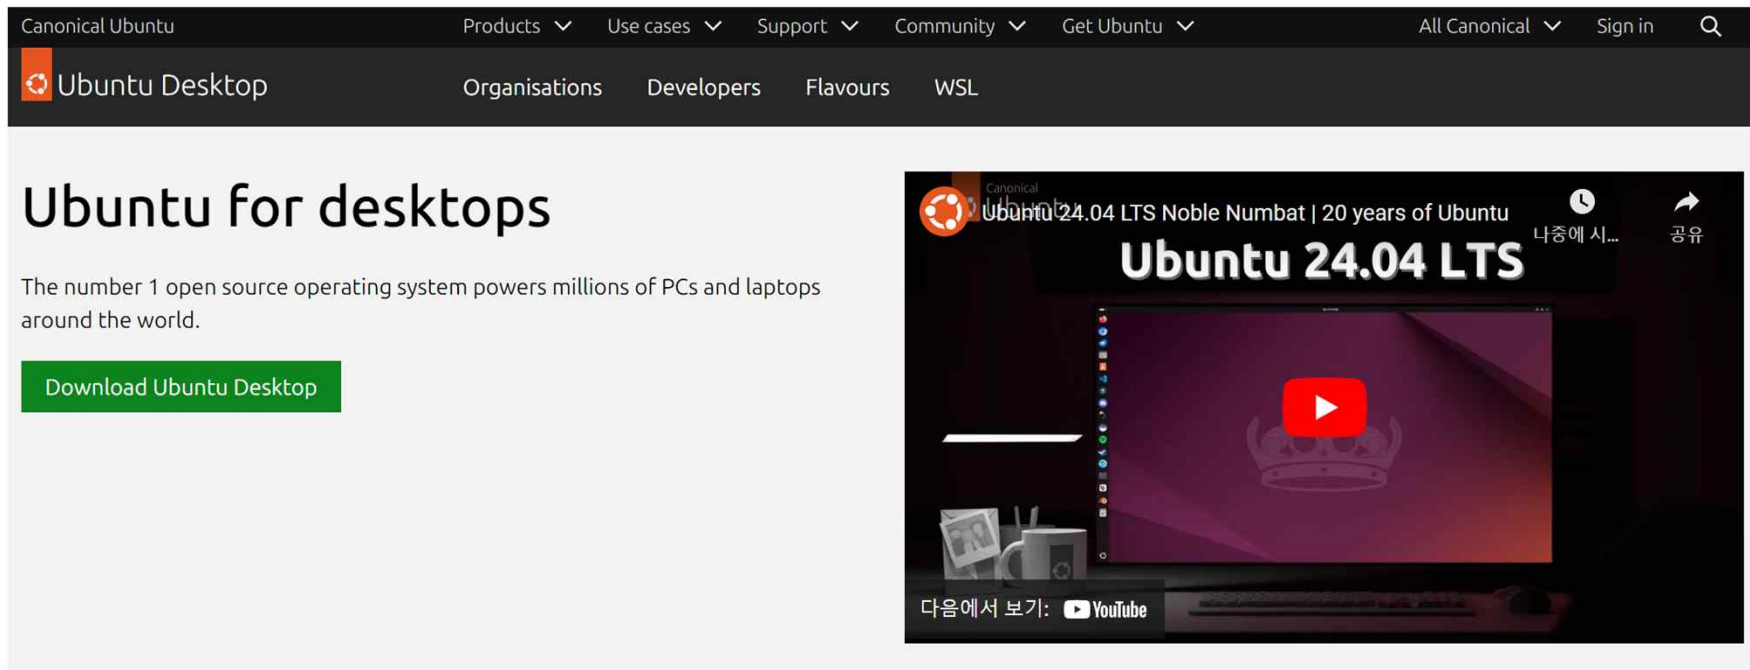 Canonical Ubuntu
Products
Use cases
Support
Community
Get Ubuntu
All Canonical
Sign in
Ubuntu Desktop
Organisations
Developers
Flavours
WSL
Ubuntu for desktops
The number 1 open source operating system powers millions of PCs and laptops
around the world.
Download Ubuntu Desktop
Canonical
Ubuntu
Ubuntu 24.04 LTS Noble Numbat | 20 years of Ubuntu
나중에 시...
공유
Ubuntu 24.04 LTS
다음에서 보기: YouTube